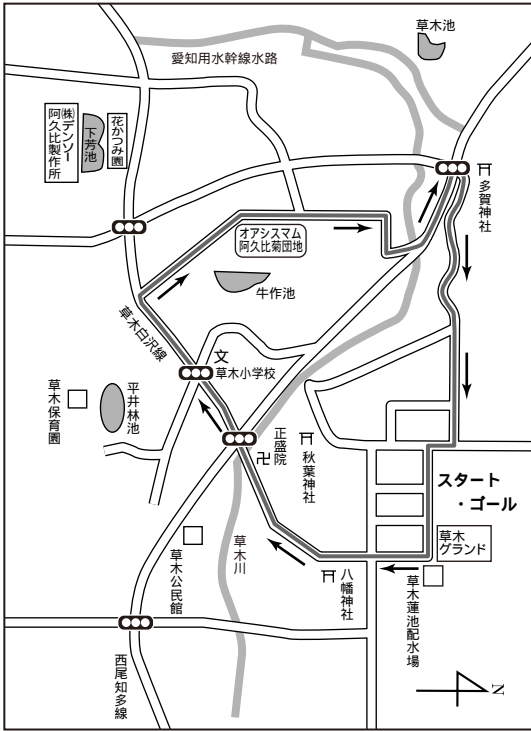 草木池
愛知用水幹線水路
㈱デンソー
阿久比製作所
下芳池
花かつみ園
多賀神社
オアシスマム
阿久比菊団地
牛作池
草木白沢線
文
草木小学校
草木保育園
平井林池
正盛院
卍
秋葉神社
スタート
・ゴール
草木
グランド
草木川
草木公民館
八幡神社
草木蓮池配水場
西尾知多線
N